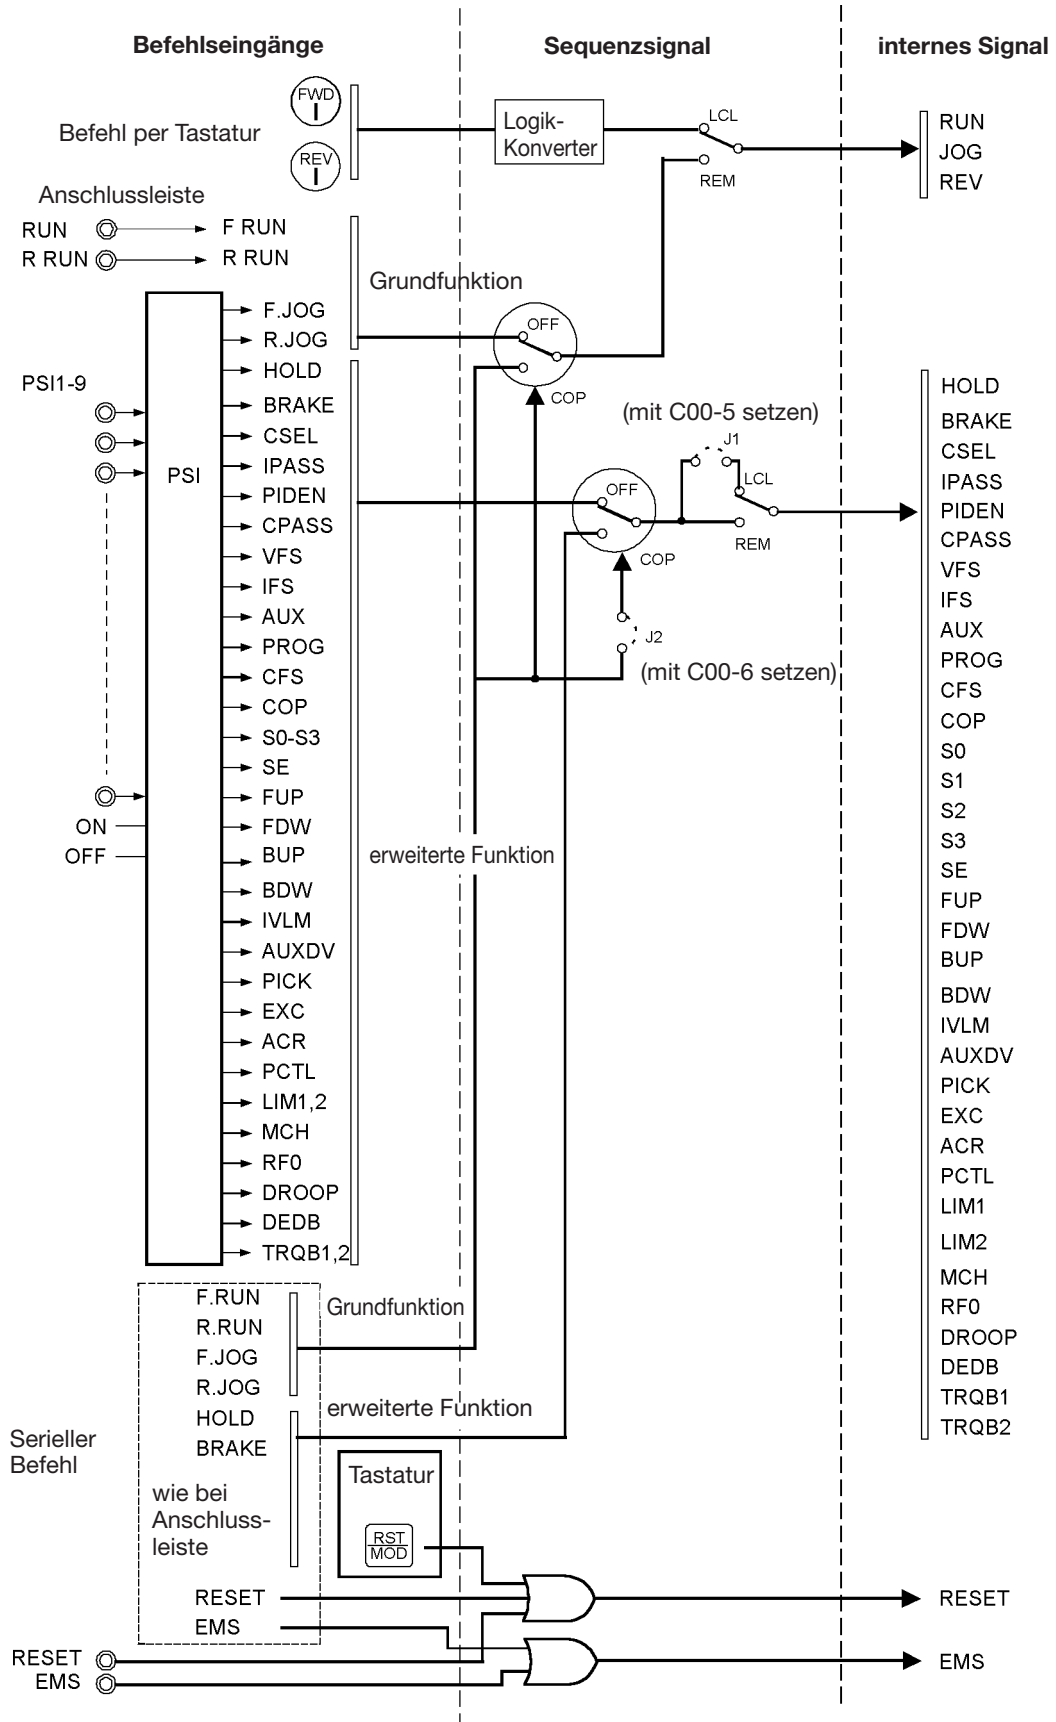 Befehlseingänge
Sequenzsignal
internes Signal
FWD
Befehl per Tastatur
REV
Logik-
Konverter
LCL
REM
RUN
JOG
REV
Anschlussleiste
RUN
F RUN
R RUN
R RUN
Grundfunktion
F.JOG
R.JOG
HOLD
BRAKE
CSEL
IPASS
PIDEN
CPASS
VFS
IFS
AUX
PROG
CFS
COP
S0-S3
SE
FUP
FDW
BUP
BDW
IVLM
AUXDV
PICK
EXC
ACR
PCTL
LIM1,2
MCH
RF0
DROOP
DEDB
TRQB1,2
PSI1-9
PSI
ON
OFF
OFF
COP
(mit C00-5 setzen)
J1
LCL
OFF
REM
COP
J2
(mit C00-6 setzen)
erweiterte Funktion
HOLD
BRAKE
CSEL
IPASS
PIDEN
CPASS
VFS
IFS
AUX
PROG
CFS
COP
S0
S1
S2
S3
SE
FUP
FDW
BUP
BDW
IVLM
AUXDV
PICK
EXC
ACR
PCTL
LIM1
LIM2
MCH
RF0
DROOP
DEDB
TRQB1
TRQB2
F.RUN
R.RUN
F.JOG
R.JOG
HOLD
BRAKE
Grundfunktion
erweiterte Funktion
Serieller
Befehl
wie bei
Anschluss-
leiste
Tastatur
RST
MOD
RESET
EMS
RESET
EMS
RESET
EMS